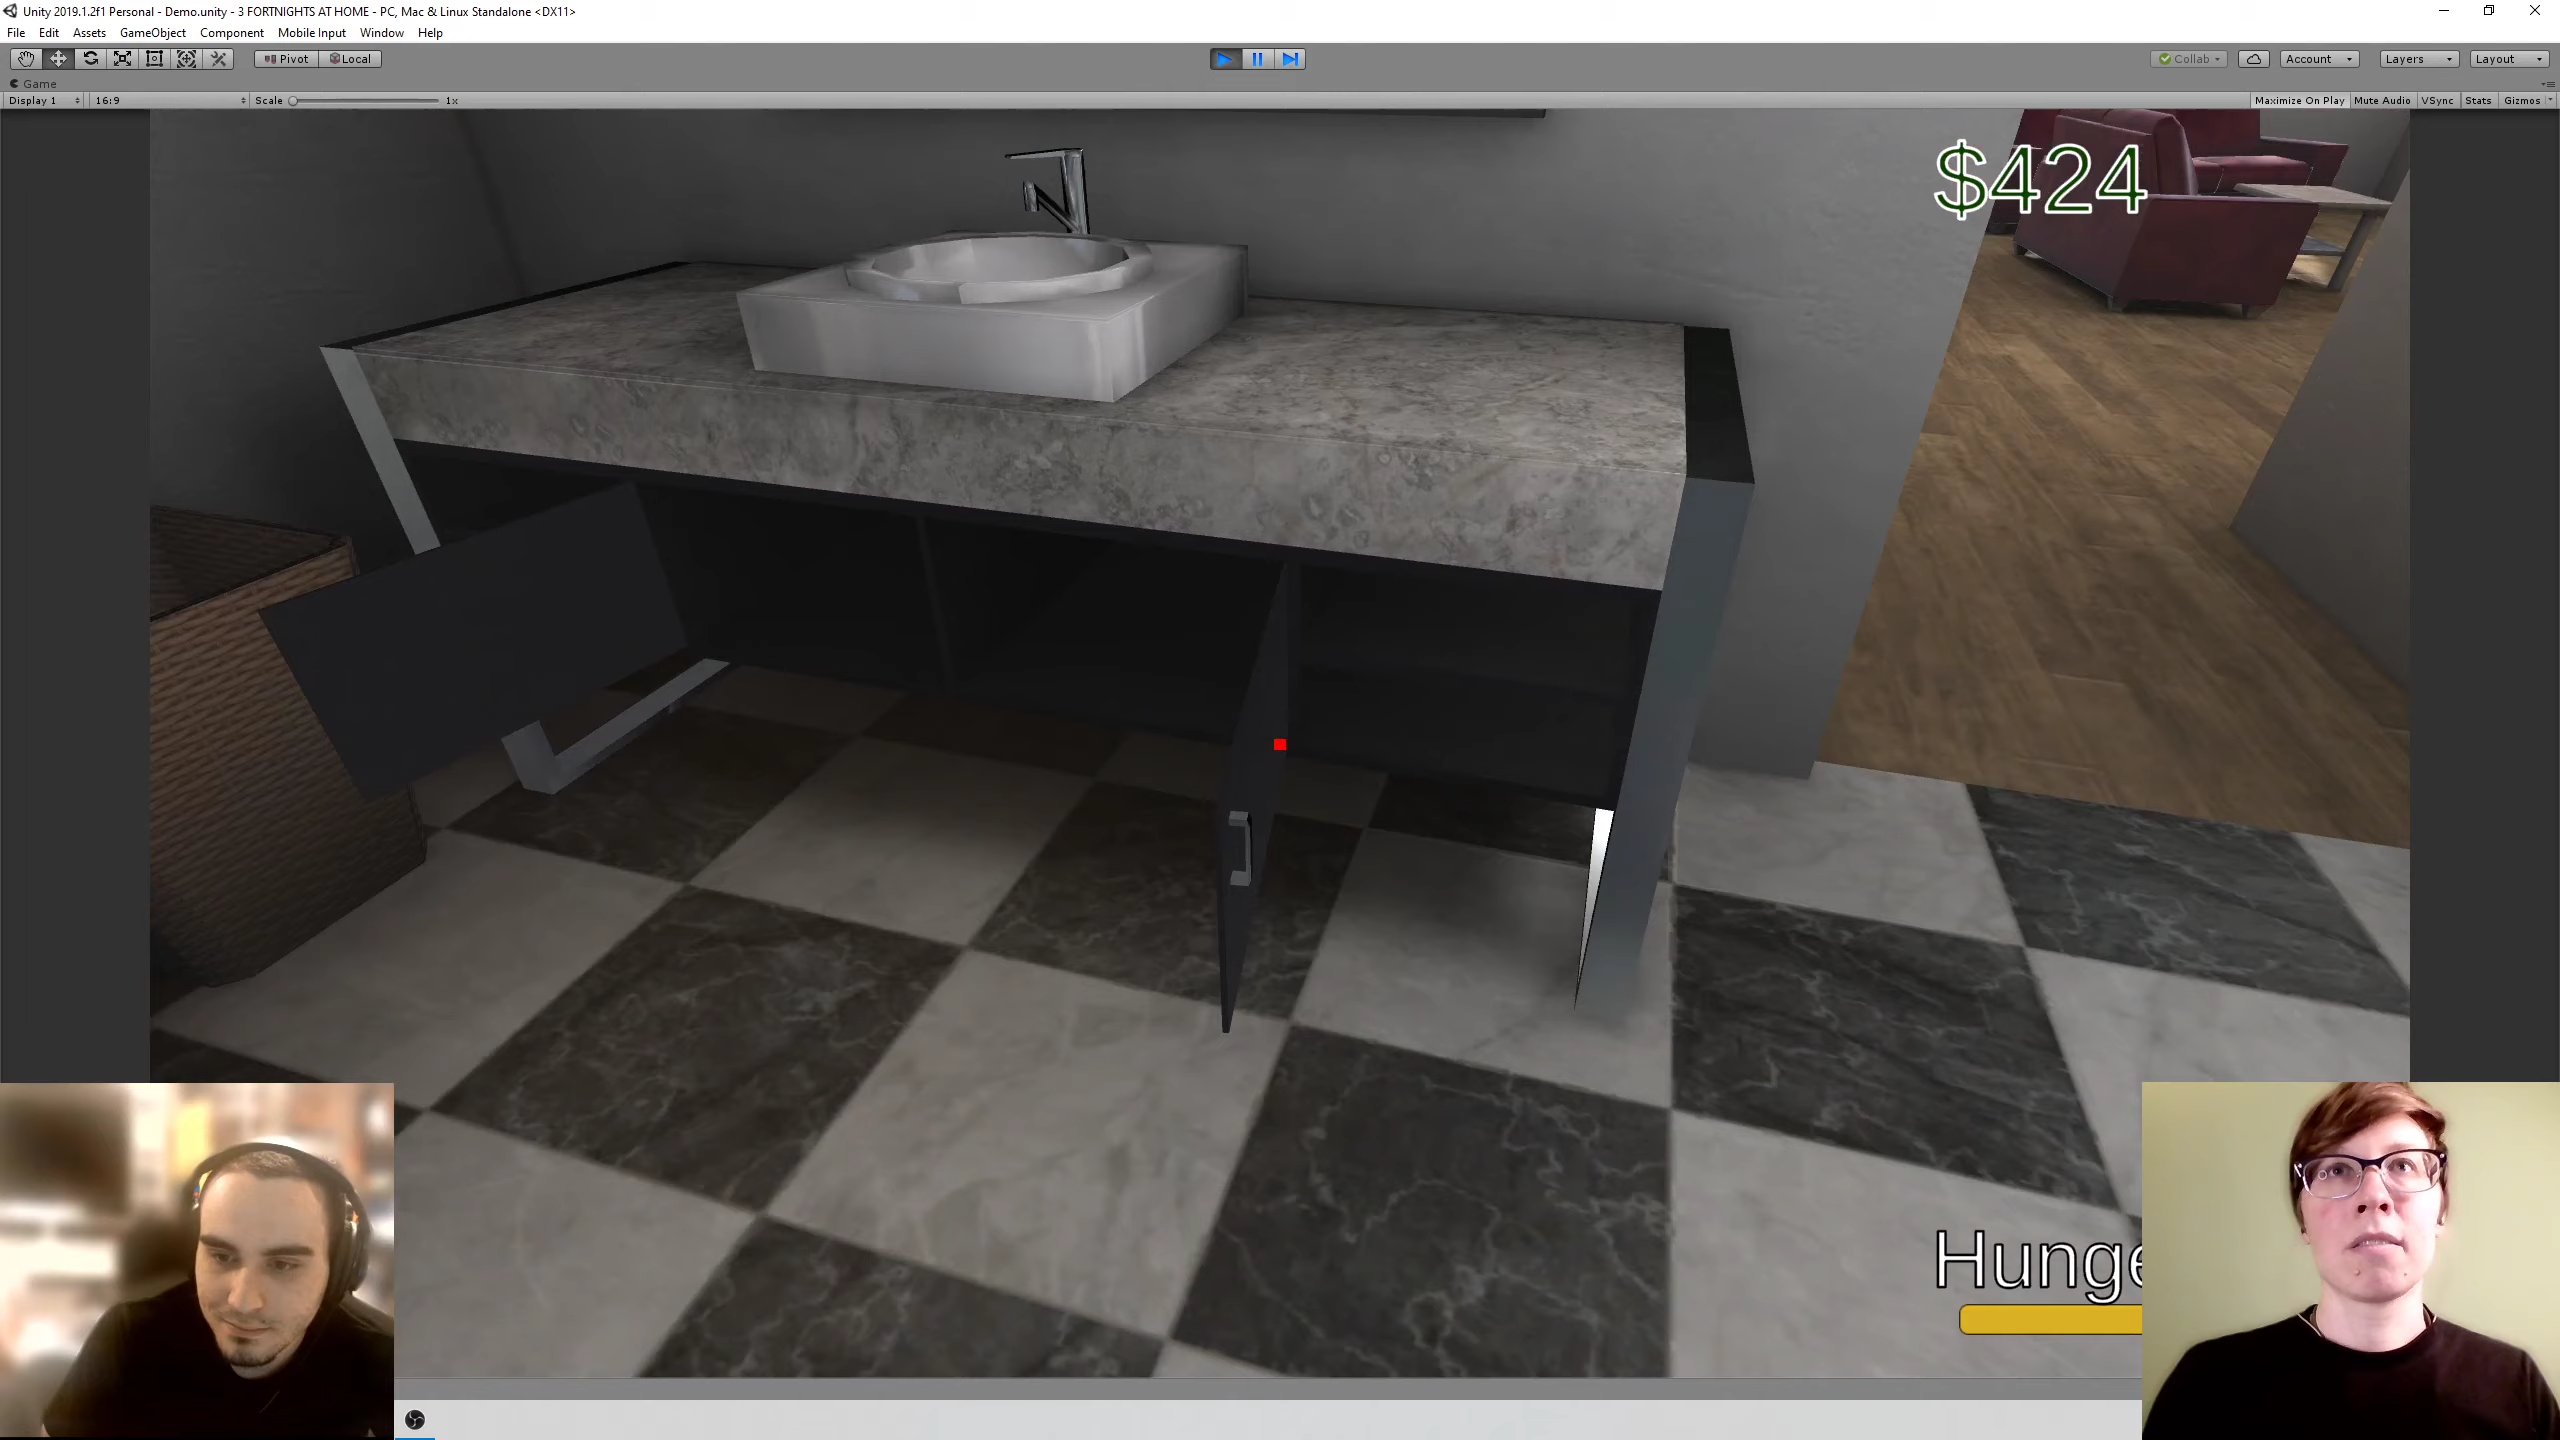 Unity 2019.1.2f1 Personal - Demo.unity - 3 FORTNIGHTS AT HOME - PC, Mac & Linux Standalone <DX11>
File Edit Assets GameObject Component Mobile Input Window Help
Pivot Local Collab Account Layers Layout
Game
Display 1 16:9 Scale 1x Maximize On Play Mute Audio VSync Stats Gizmos
$424
Hunge